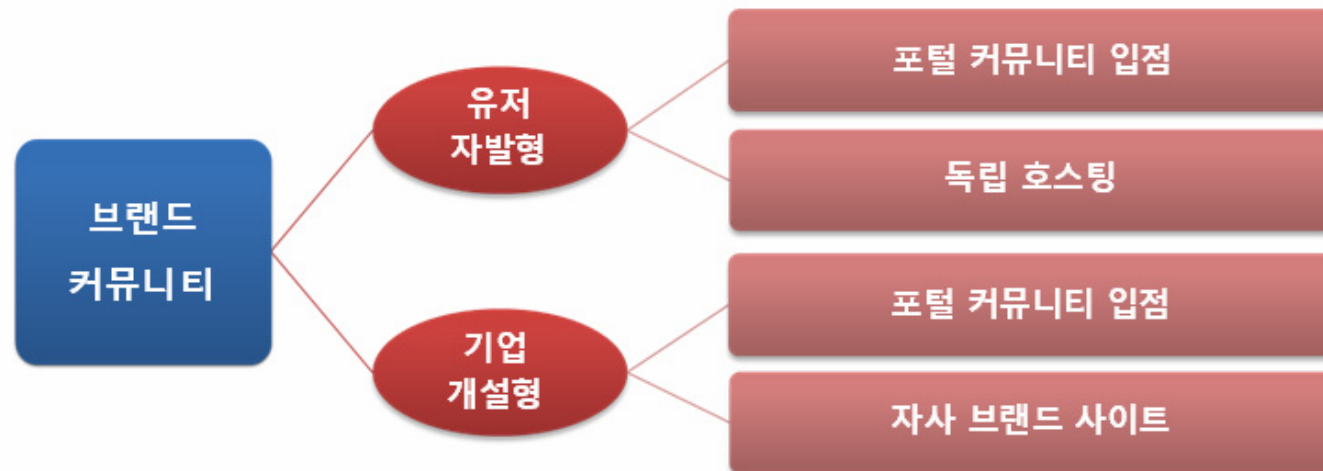 브랜드
커뮤니티
유저
자발형
포털 커뮤니티 입점
독립 호스팅
기업
개설형
포털 커뮤니티 입점
자사 브랜드 사이트